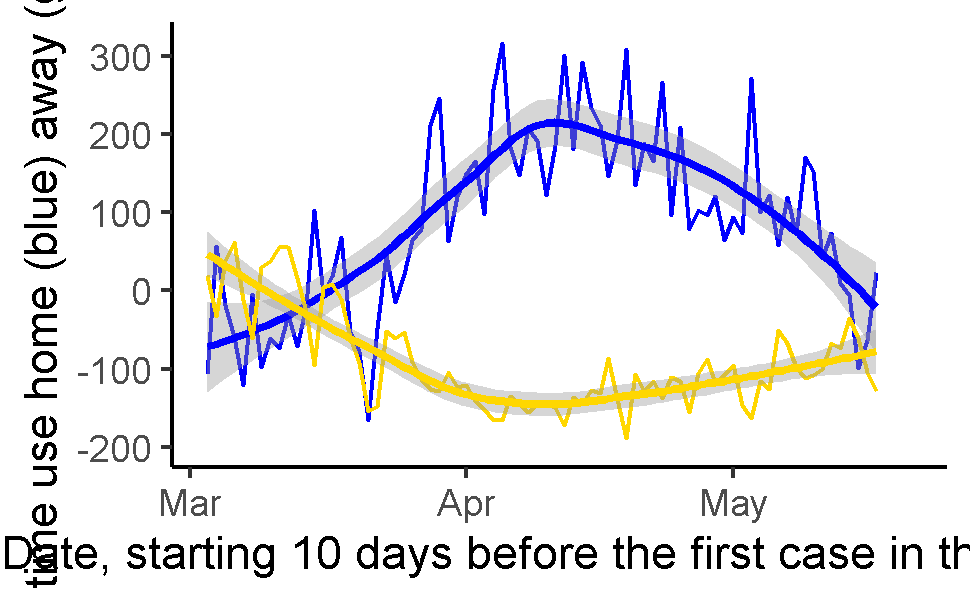 time use home (blue) away (
300
200
100
0
-100
-200
Mar Apr May
Date, starting 10 days before the first case in th